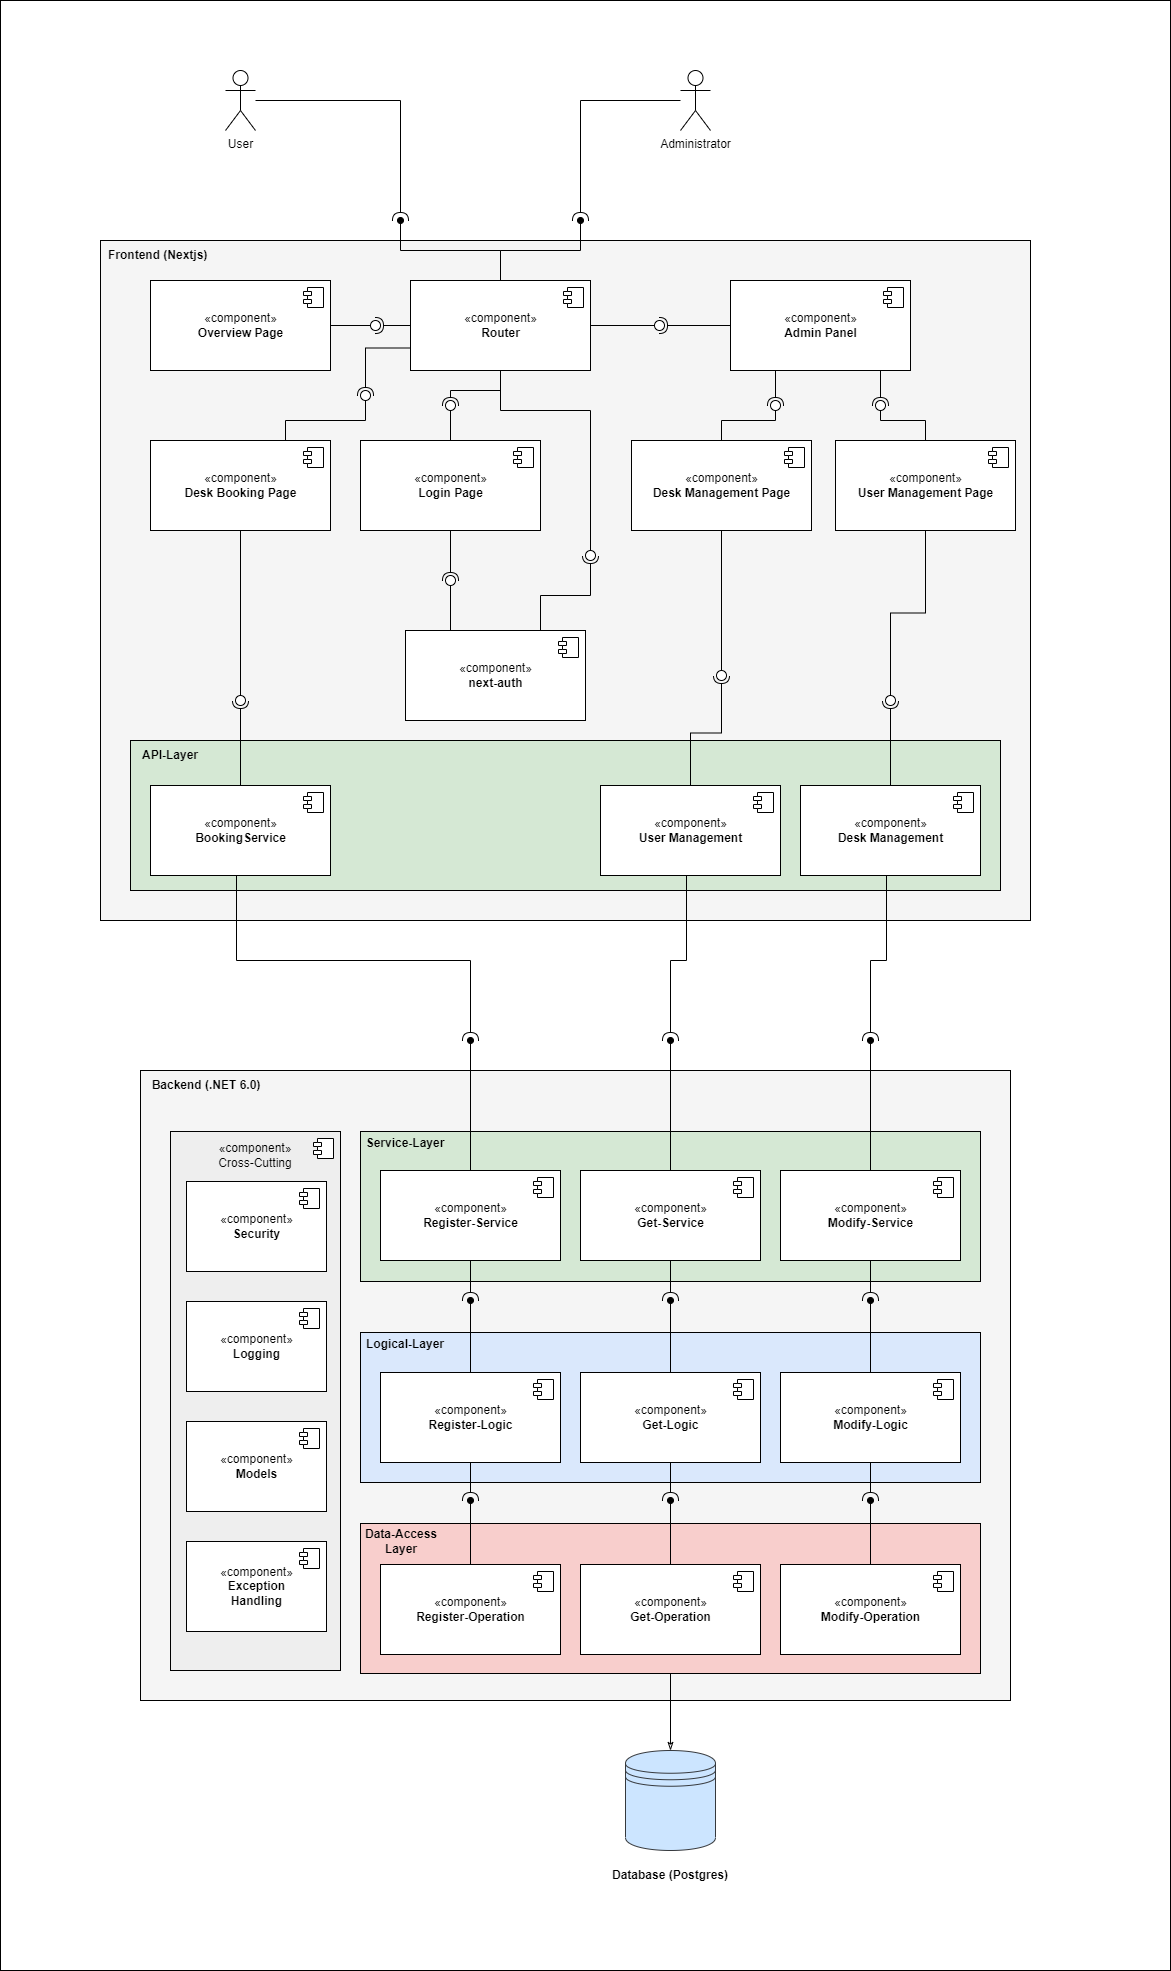 User
Administrator
Frontend (Nextjs)
«component»
Overview Page
«component»
Router
«component»
Admin Panel
«component»
Desk Booking Page
«component»
Login Page
«component»
Desk Management Page
«component»
User Management Page
«component»
next-auth
API-Layer
«component»
BookingService
«component»
User Management
«component»
Desk Management
Backend (.NET 6.0)
«component»
Cross-Cutting
«component»
Security
«component»
Logging
«component»
Models
«component»
Exception
Handling
Service-Layer
«component»
Register-Service
«component»
Get-Service
«component»
Modify-Service
Logical-Layer
«component»
Register-Logic
«component»
Get-Logic
«component»
Modify-Logic
Data-Access
Layer
«component»
Register-Operation
«component»
Get-Operation
«component»
Modify-Operation
Database (Postgres)